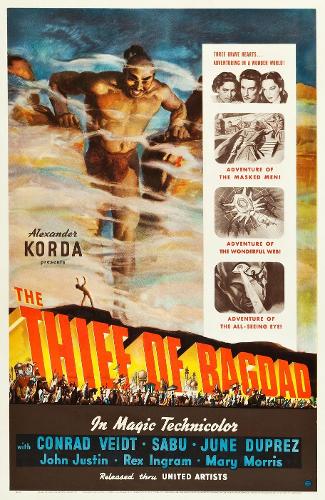 THREE BRAVE HEARTS...
ADVENTURING IN A WONDER WORLD!
ADVENTURE OF
THE MASKED MEN!
ADVENTURE OF
THE WONDERFUL WEB!
ADVENTURE OF
THE ALL-SEEING EYE!
Alexander
KORDA
presents
THE
THIEF OF BAGDAD
In Magic Technicolor
with CONRAD VEIDT · SABU · JUNE DUPREZ
John Justin · Rex Ingram · Mary Morris
Released thru UNITED ARTISTS